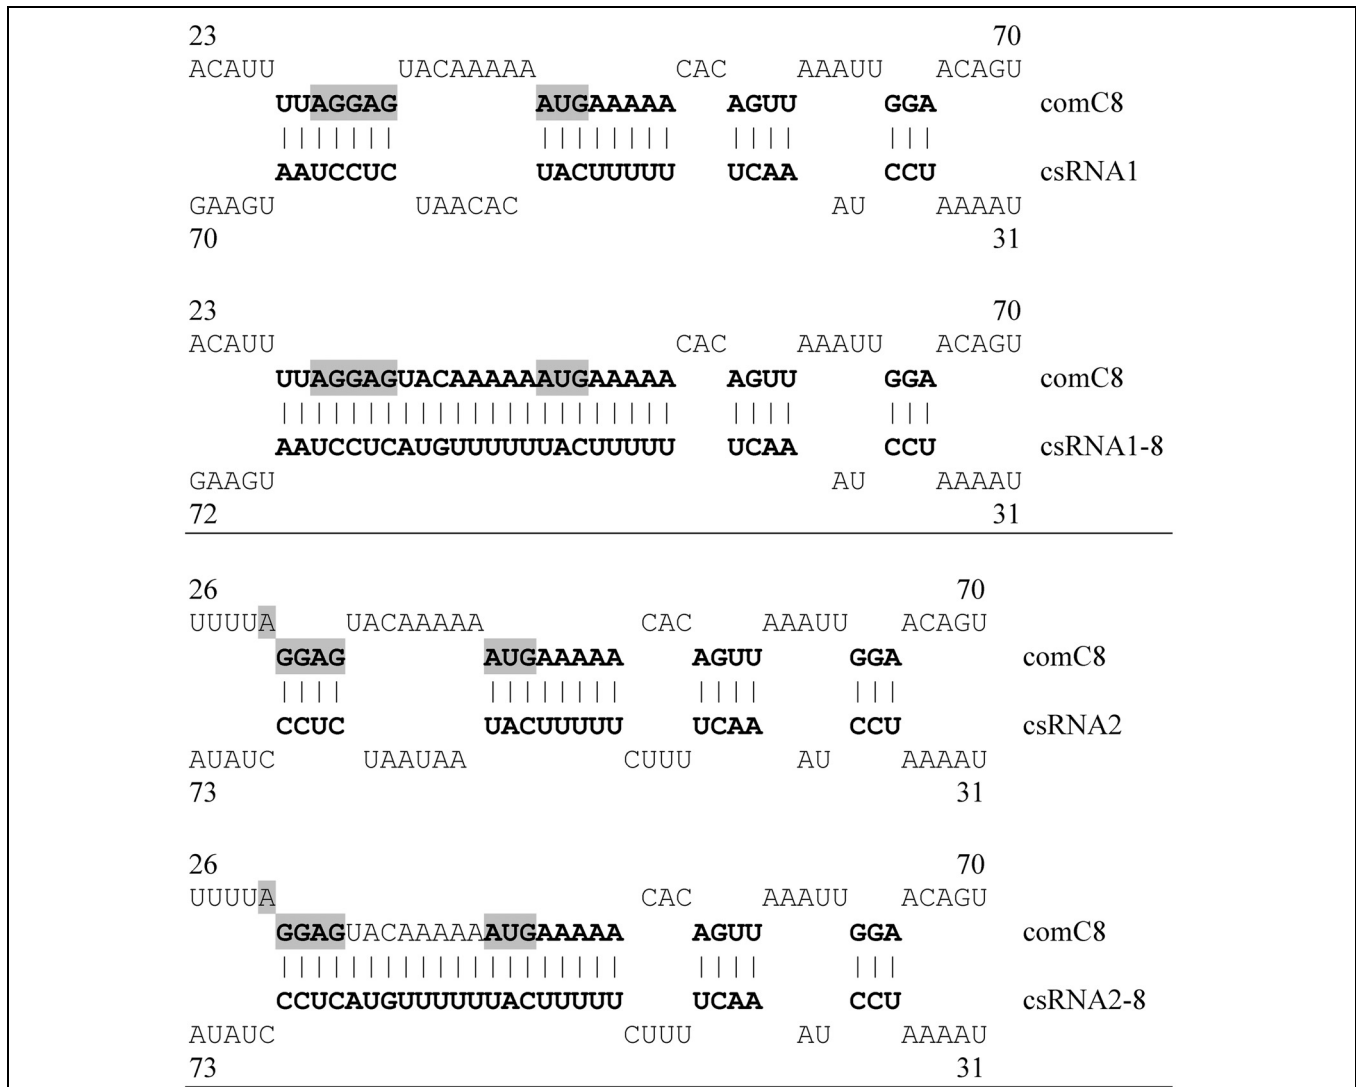 23 70
ACAUU UACAAAAA CAC AAAUU ACAGU
UUAGGAG AUGAAAAA AGUU GGA comC8
| | | | | | | | | | | | | | | | | | | | | |
AAUCCUC UACUUUUU UCAA CCU csRNA1
GAAGU UAACAC AU AAAAU
70 31
23 70
ACAUU CAC AAAUU ACAGU
UUAGGAGUACAAAAAAUGAAAAA AGUU GGA comC8
| | | | | | | | | | | | | | | | | | | | | | | | | | | | | |
AAUCCUCAUGUUUUUUACUUUUU UCAA CCU csRNA1-8
GAAGU AU AAAAU
72 31
26 70
UUUUA UACAAAAA CAC AAAUU ACAGU
GGAG AUGAAAAA AGUU GGA comC8
| | | | | | | | | | | | | | | | | | |
CCUC UACUUUUU UCAA CCU csRNA2
AUAUC UAAUAA CUUU AU AAAAU
73 31
26 70
UUUUA CAC AAAUU ACAGU
GGAGUACAAAAAAUGAAAAA AGUU GGA comC8
| | | | | | | | | | | | | | | | | | | | | | | | | | |
CCUCAUGUUUUUUACUUUUU UCAA CCU csRNA2-8
AUAUC CUUU AU AAAAU
73 31